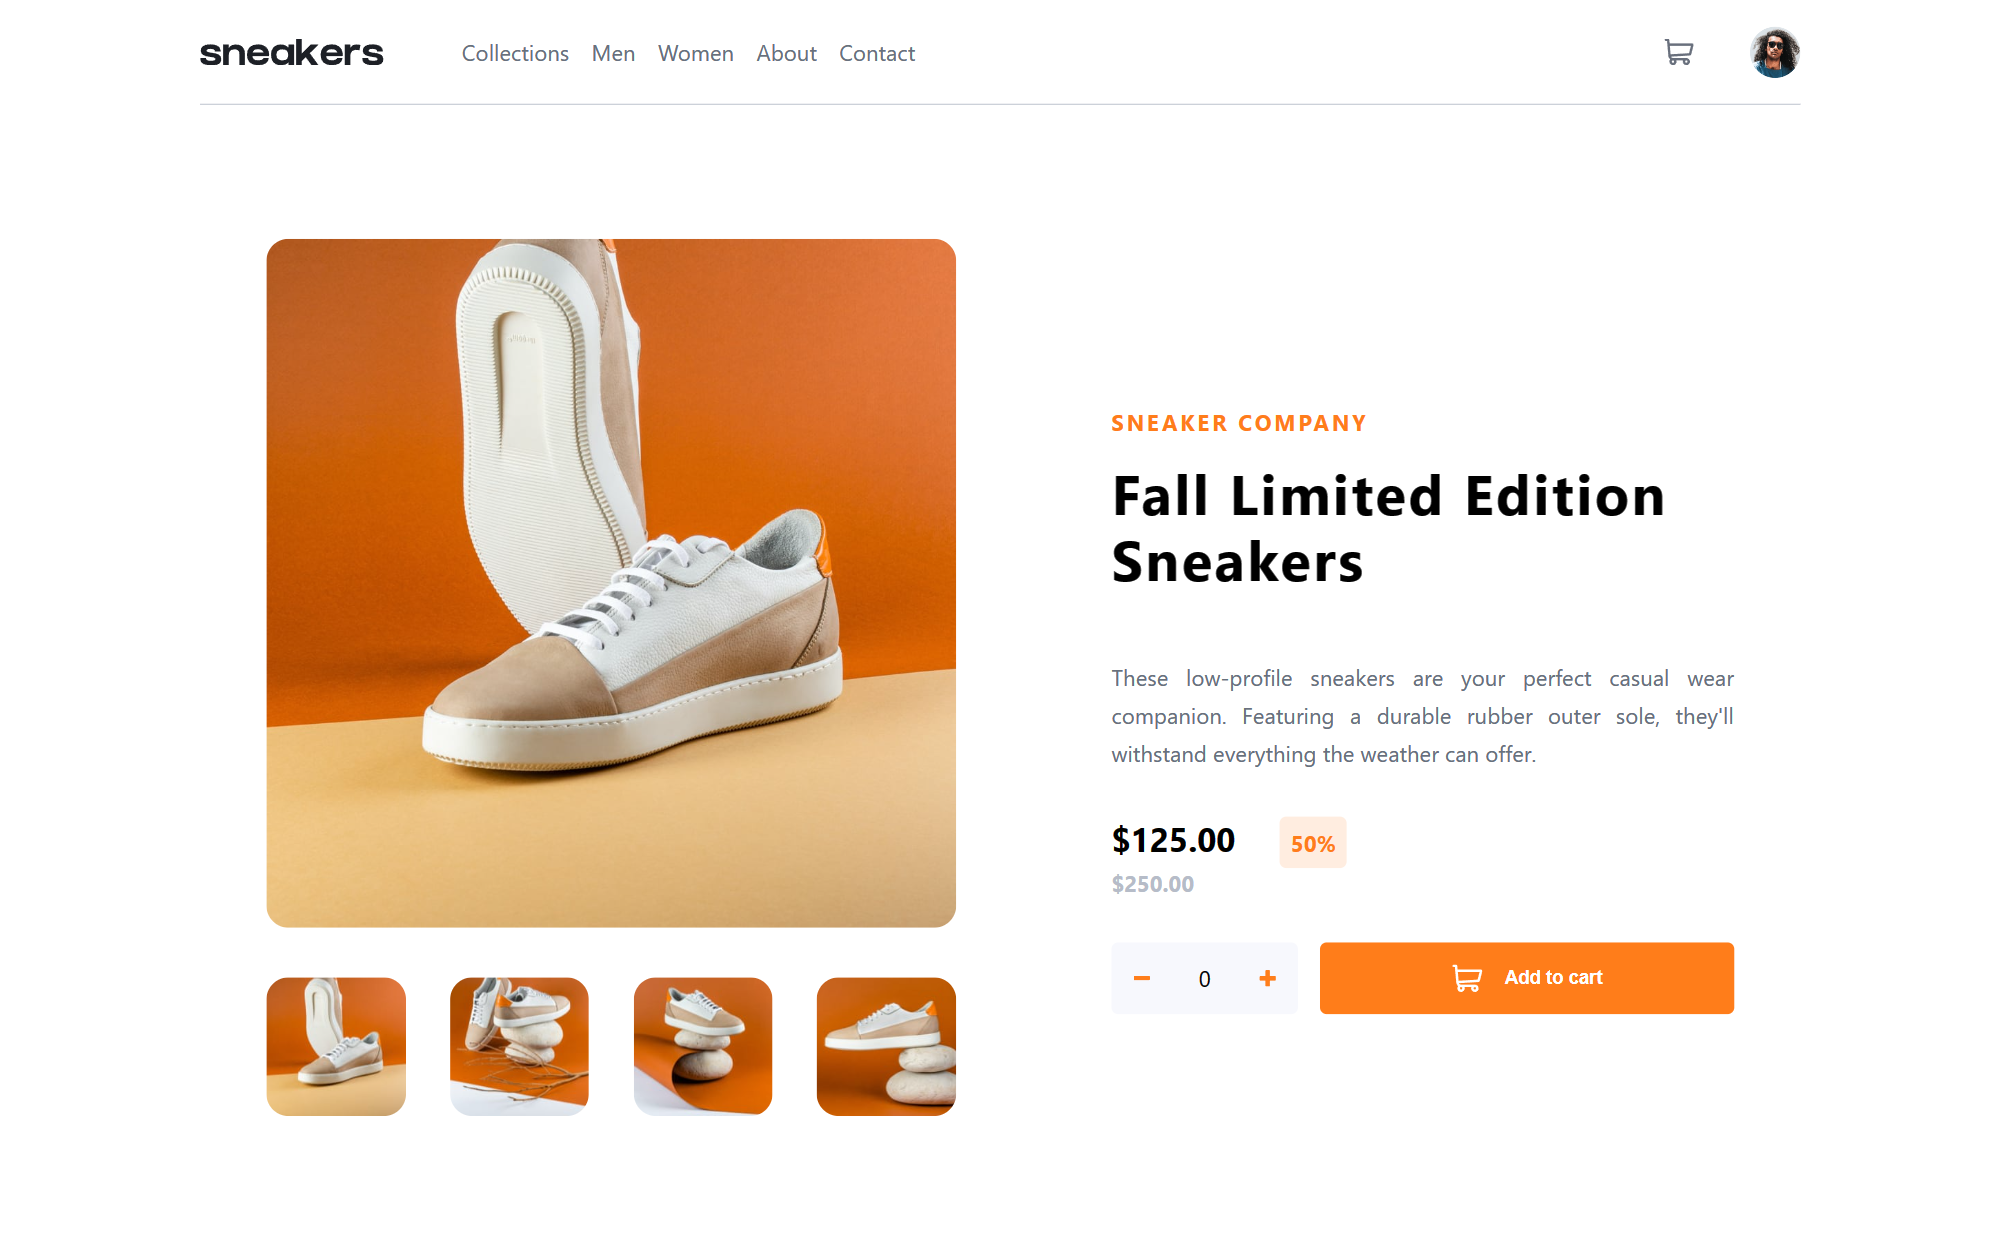 sneakers
Collections Men Women About Contact
SNEAKER COMPANY
Fall Limited Edition
Sneakers
These low-profile sneakers are your perfect casual wear
companion. Featuring a durable rubber outer sole, they'll
withstand everything the weather can offer.
$125.00 50%
$250.00
0 Add to cart